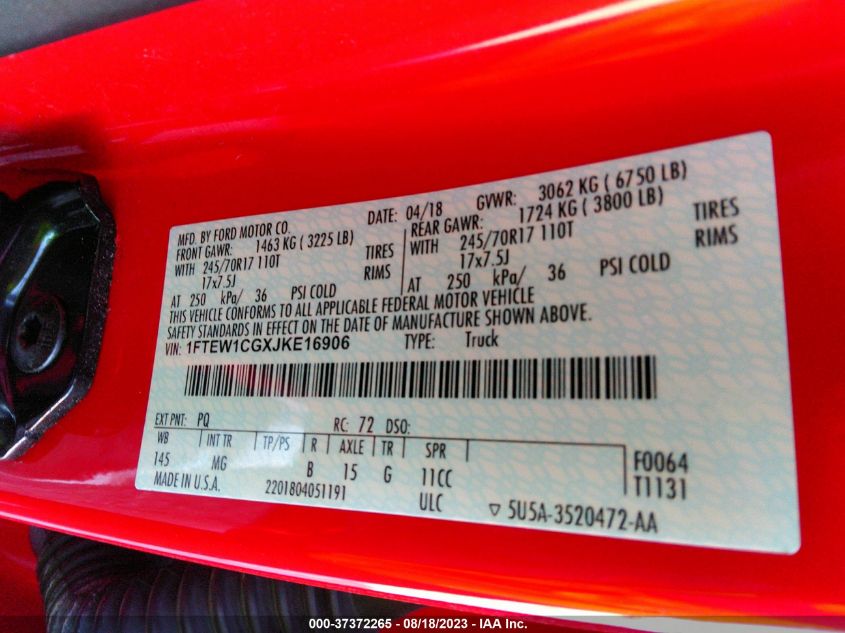 MFD. BY FORD MOTOR CO. DATE: 04/18 GVWR: 3062 KG ( 6750 LB)
FRONT GAWR: 1463 KG ( 3225 LB) REAR GAWR: 1724 KG ( 3800 LB)
WITH 245/70R17 110T TIRES WITH 245/70R17 110T TIRES
17x7.5J RIMS 17x7.5J RIMS
AT 250 kPa/ 36 PSI COLD AT 250 kPa/ 36 PSI COLD
THIS VEHICLE CONFORMS TO ALL APPLICABLE FEDERAL MOTOR VEHICLE
SAFETY STANDARDS IN EFFECT ON THE DATE OF MANUFACTURE SHOWN ABOVE.
VIN: 1FTEW1CGXJKE16906 TYPE: Truck
EXT PNT: PQ RC: 72 DSO:
WB INT TR TP/PS R AXLE TR SPR
145 MG B 15 G 11CC F0064
MADE IN U.S.A. 2201804051191 ULC T1131
▽ 5U5A-3520472-AA
000-37372265 - 08/18/2023 - IAA Inc.